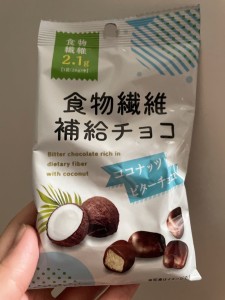 食物
繊維
2.1g
食物繊維
補給チョコ
Bitter chocolate rich in
dietary fiber
with coconut
ココナッツ
ビターチョコ